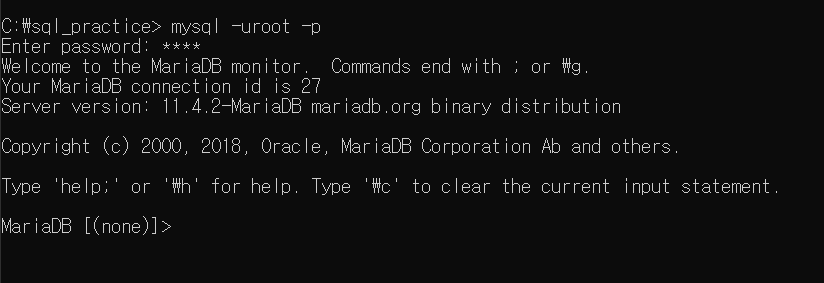 C:₩sql_practice> mysql -uroot -p
Enter password: ****
Welcome to the MariaDB monitor.  Commands end with ; or ₩g.
Your MariaDB connection id is 27
Server version: 11.4.2-MariaDB mariadb.org binary distribution
Copyright (c) 2000, 2018, Oracle, MariaDB Corporation Ab and others.
Type 'help;' or '₩h' for help. Type '₩c' to clear the current input statement.
MariaDB [(none)]>